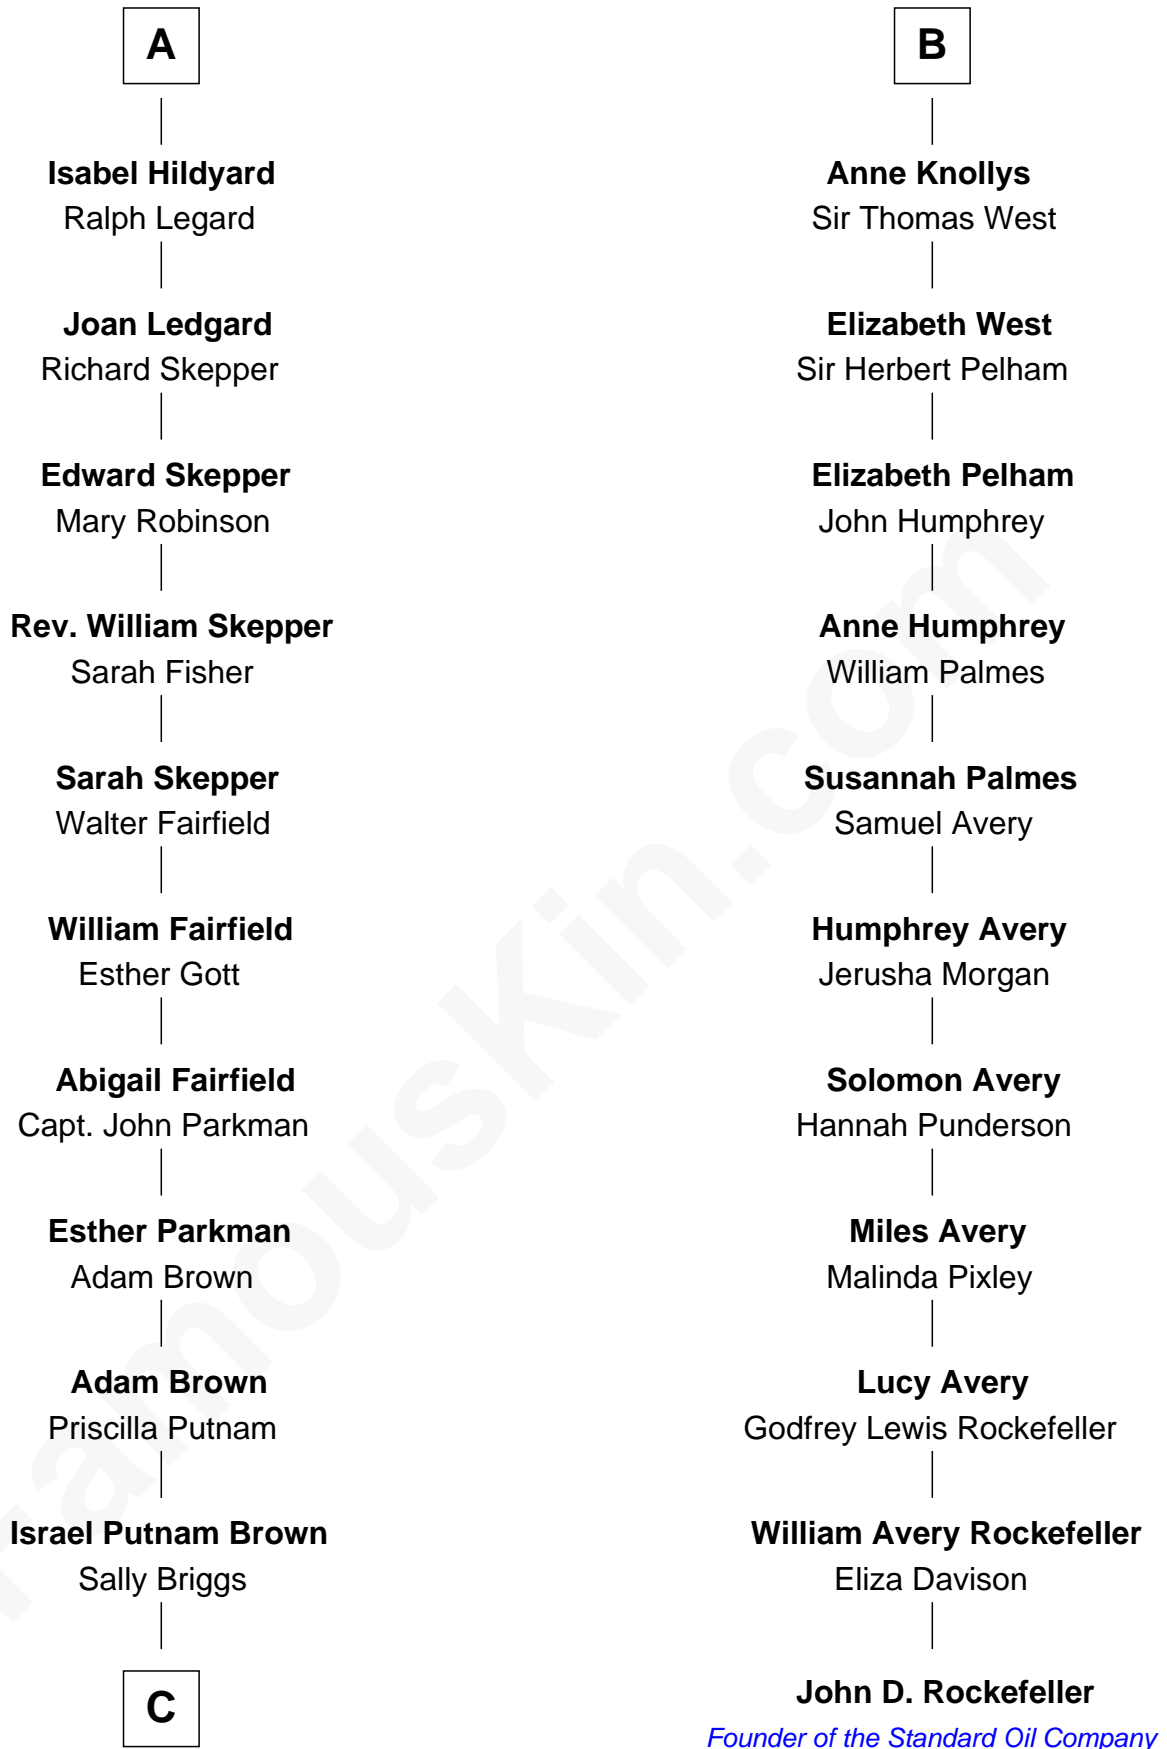 A
Isabel Hildyard
Ralph Legard
Joan Ledgard
Richard Skepper
Edward Skepper
Mary Robinson
Rev. William Skepper
Sarah Fisher
Sarah Skepper
Walter Fairfield
William Fairfield
Esther Gott
Abigail Fairfield
Capt. John Parkman
Esther Parkman
Adam Brown
Adam Brown
Priscilla Putnam
Israel Putnam Brown
Sally Briggs
C
B
Anne Knollys
Sir Thomas West
Elizabeth West
Sir Herbert Pelham
Elizabeth Pelham
John Humphrey
Anne Humphrey
William Palmes
Susannah Palmes
Samuel Avery
Humphrey Avery
Jerusha Morgan
Solomon Avery
Hannah Punderson
Miles Avery
Malinda Pixley
Lucy Avery
Godfrey Lewis Rockefeller
William Avery Rockefeller
Eliza Davison
John D. Rockefeller
Founder of the Standard Oil Company
FamousKin.com